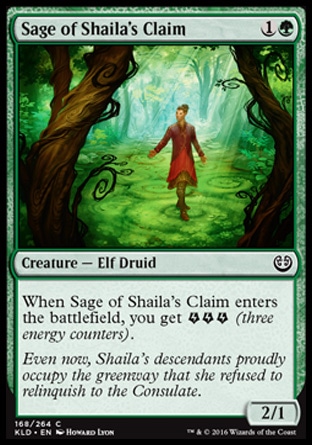 Sage of Shaila's Claim 1
Creature — Elf Druid
When Sage of Shaila's Claim enters
the battlefield, you get (three
energy counters).
Even now, Shaila's descendants proudly
occupy the greenway that she refused to
relinquish to the Consulate.
2/1
168/264 C
KLD • EN Howard Lyon
™ & © 2016 Wizards of the Coast